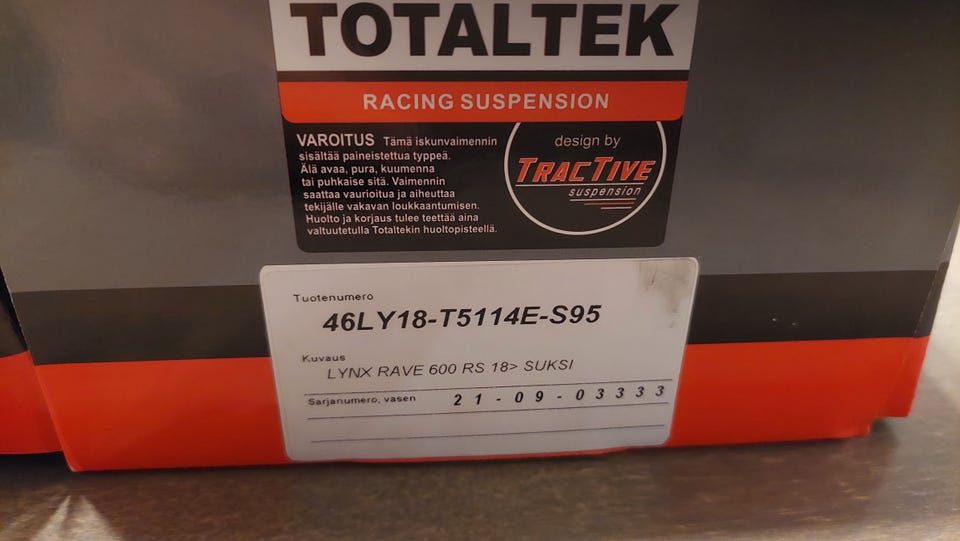 TOTALTEK
RACING SUSPENSION
VAROITUS Tämä iskunvaimennin
sisältää paineistettua typpeä.
Älä avaa, pura, kuumenna
tai puhkaise sitä. Vaimennin
saattaa vaurioitua ja aiheuttaa
tekijälle vakavan loukkaantumisen.
Huolto ja korjaus tulee teettää aina
valtuutetulla Totaltekin huoltopisteellä.
design by
TRACTIVE
suspension
Tuotenumero
46LY18-T5114E-S95
Kuvaus
LYNX RAVE 600 RS 18> SUKSI
Sarjanumero, vasen 21-09-03333